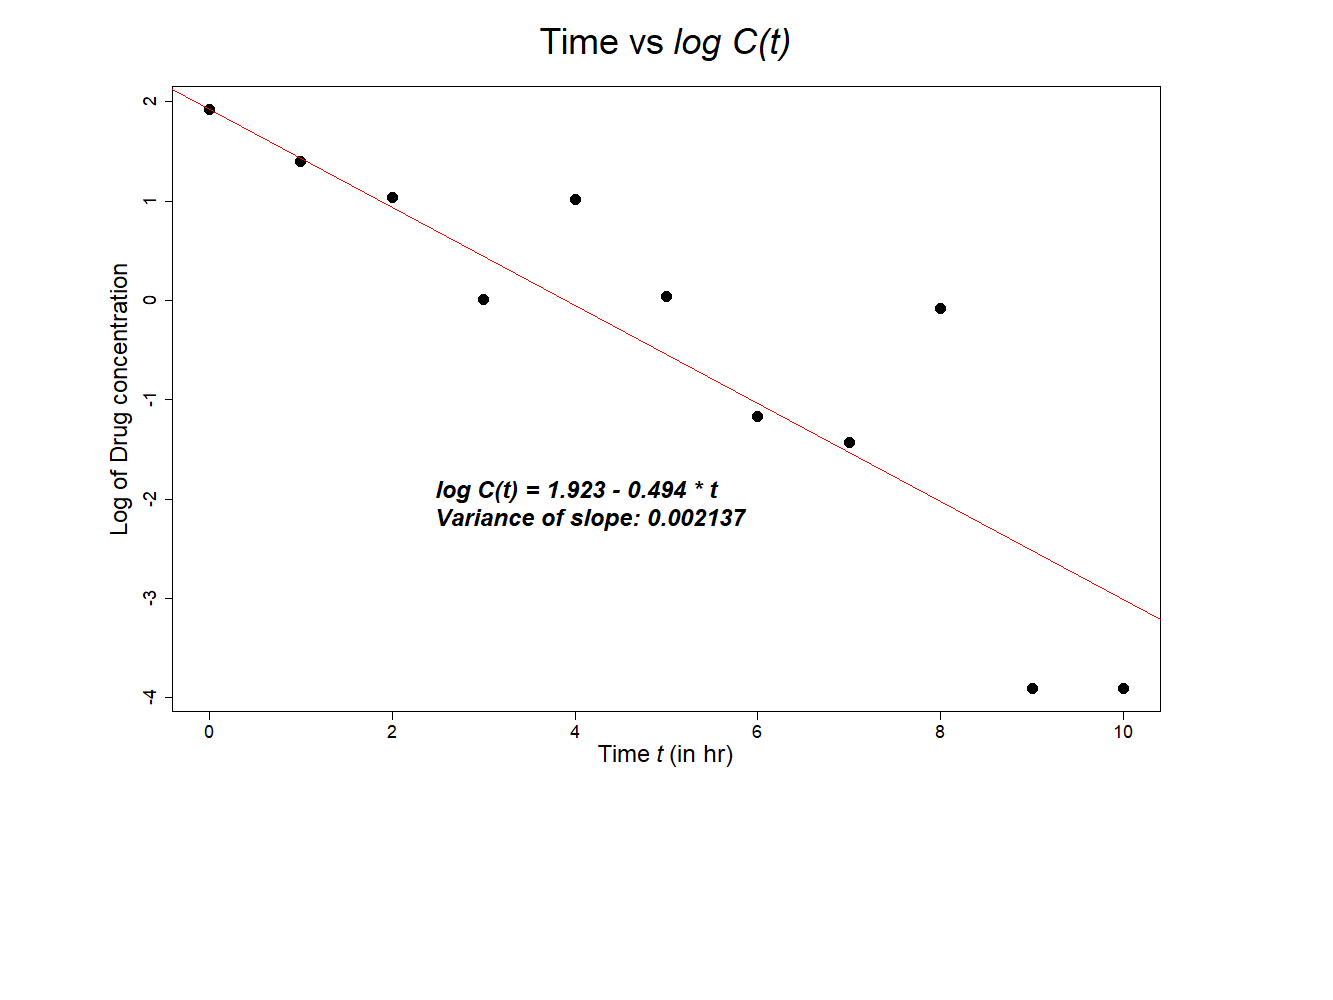 Time vs log C(t)
Log of Drug concentration
2
1
0
-1
-2
-3
-4
log C(t) = 1.923 - 0.494 * t
Variance of slope: 0.002137
0 2 4 6 8 10
Time t (in hr)